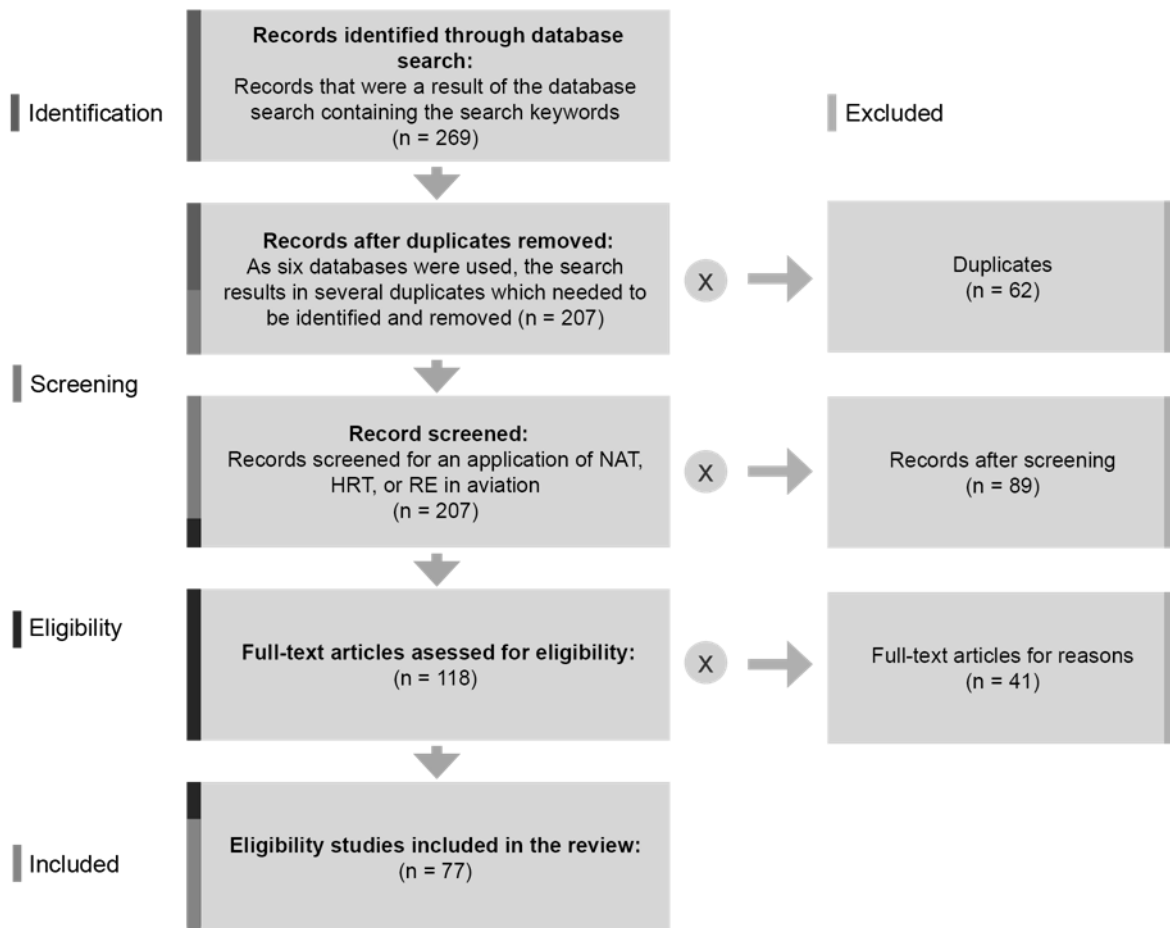 Identification
Records identified through database
search:
Records that were a result of the database
search containing the search keywords
(n = 269)
Excluded
Records after duplicates removed:
As six databases were used, the search
results in several duplicates which needed to
be identified and removed (n = 207)
X
Duplicates
(n = 62)
Screening
Record screened:
Records screened for an application of NAT,
HRT, or RE in aviation
(n = 207)
X
Records after screening
(n = 89)
Eligibility
Full-text articles asessed for eligibility:
(n = 118)
X
Full-text articles for reasons
(n = 41)
Included
Eligibility studies included in the review:
(n = 77)